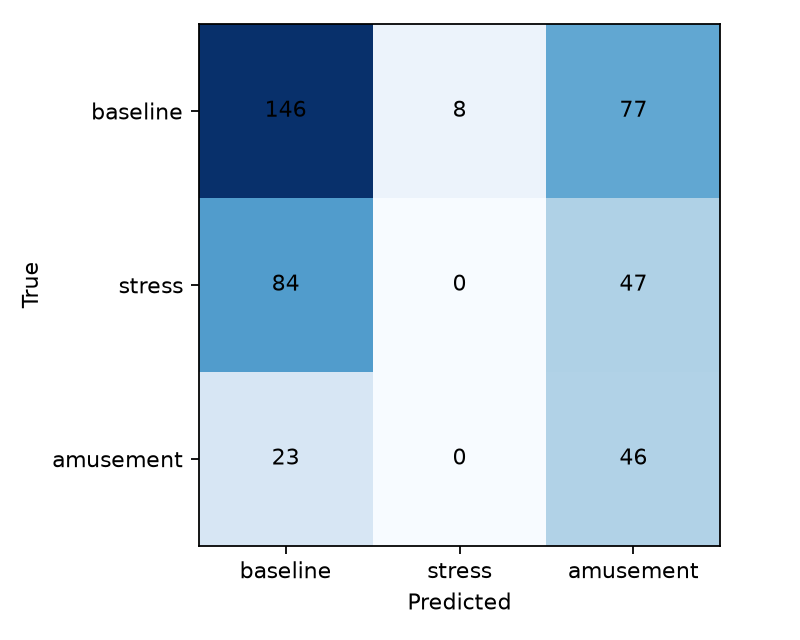 baseline 146 8 77
stress 84 0 47
amusement 23 0 46
True
baseline stress amusement
Predicted